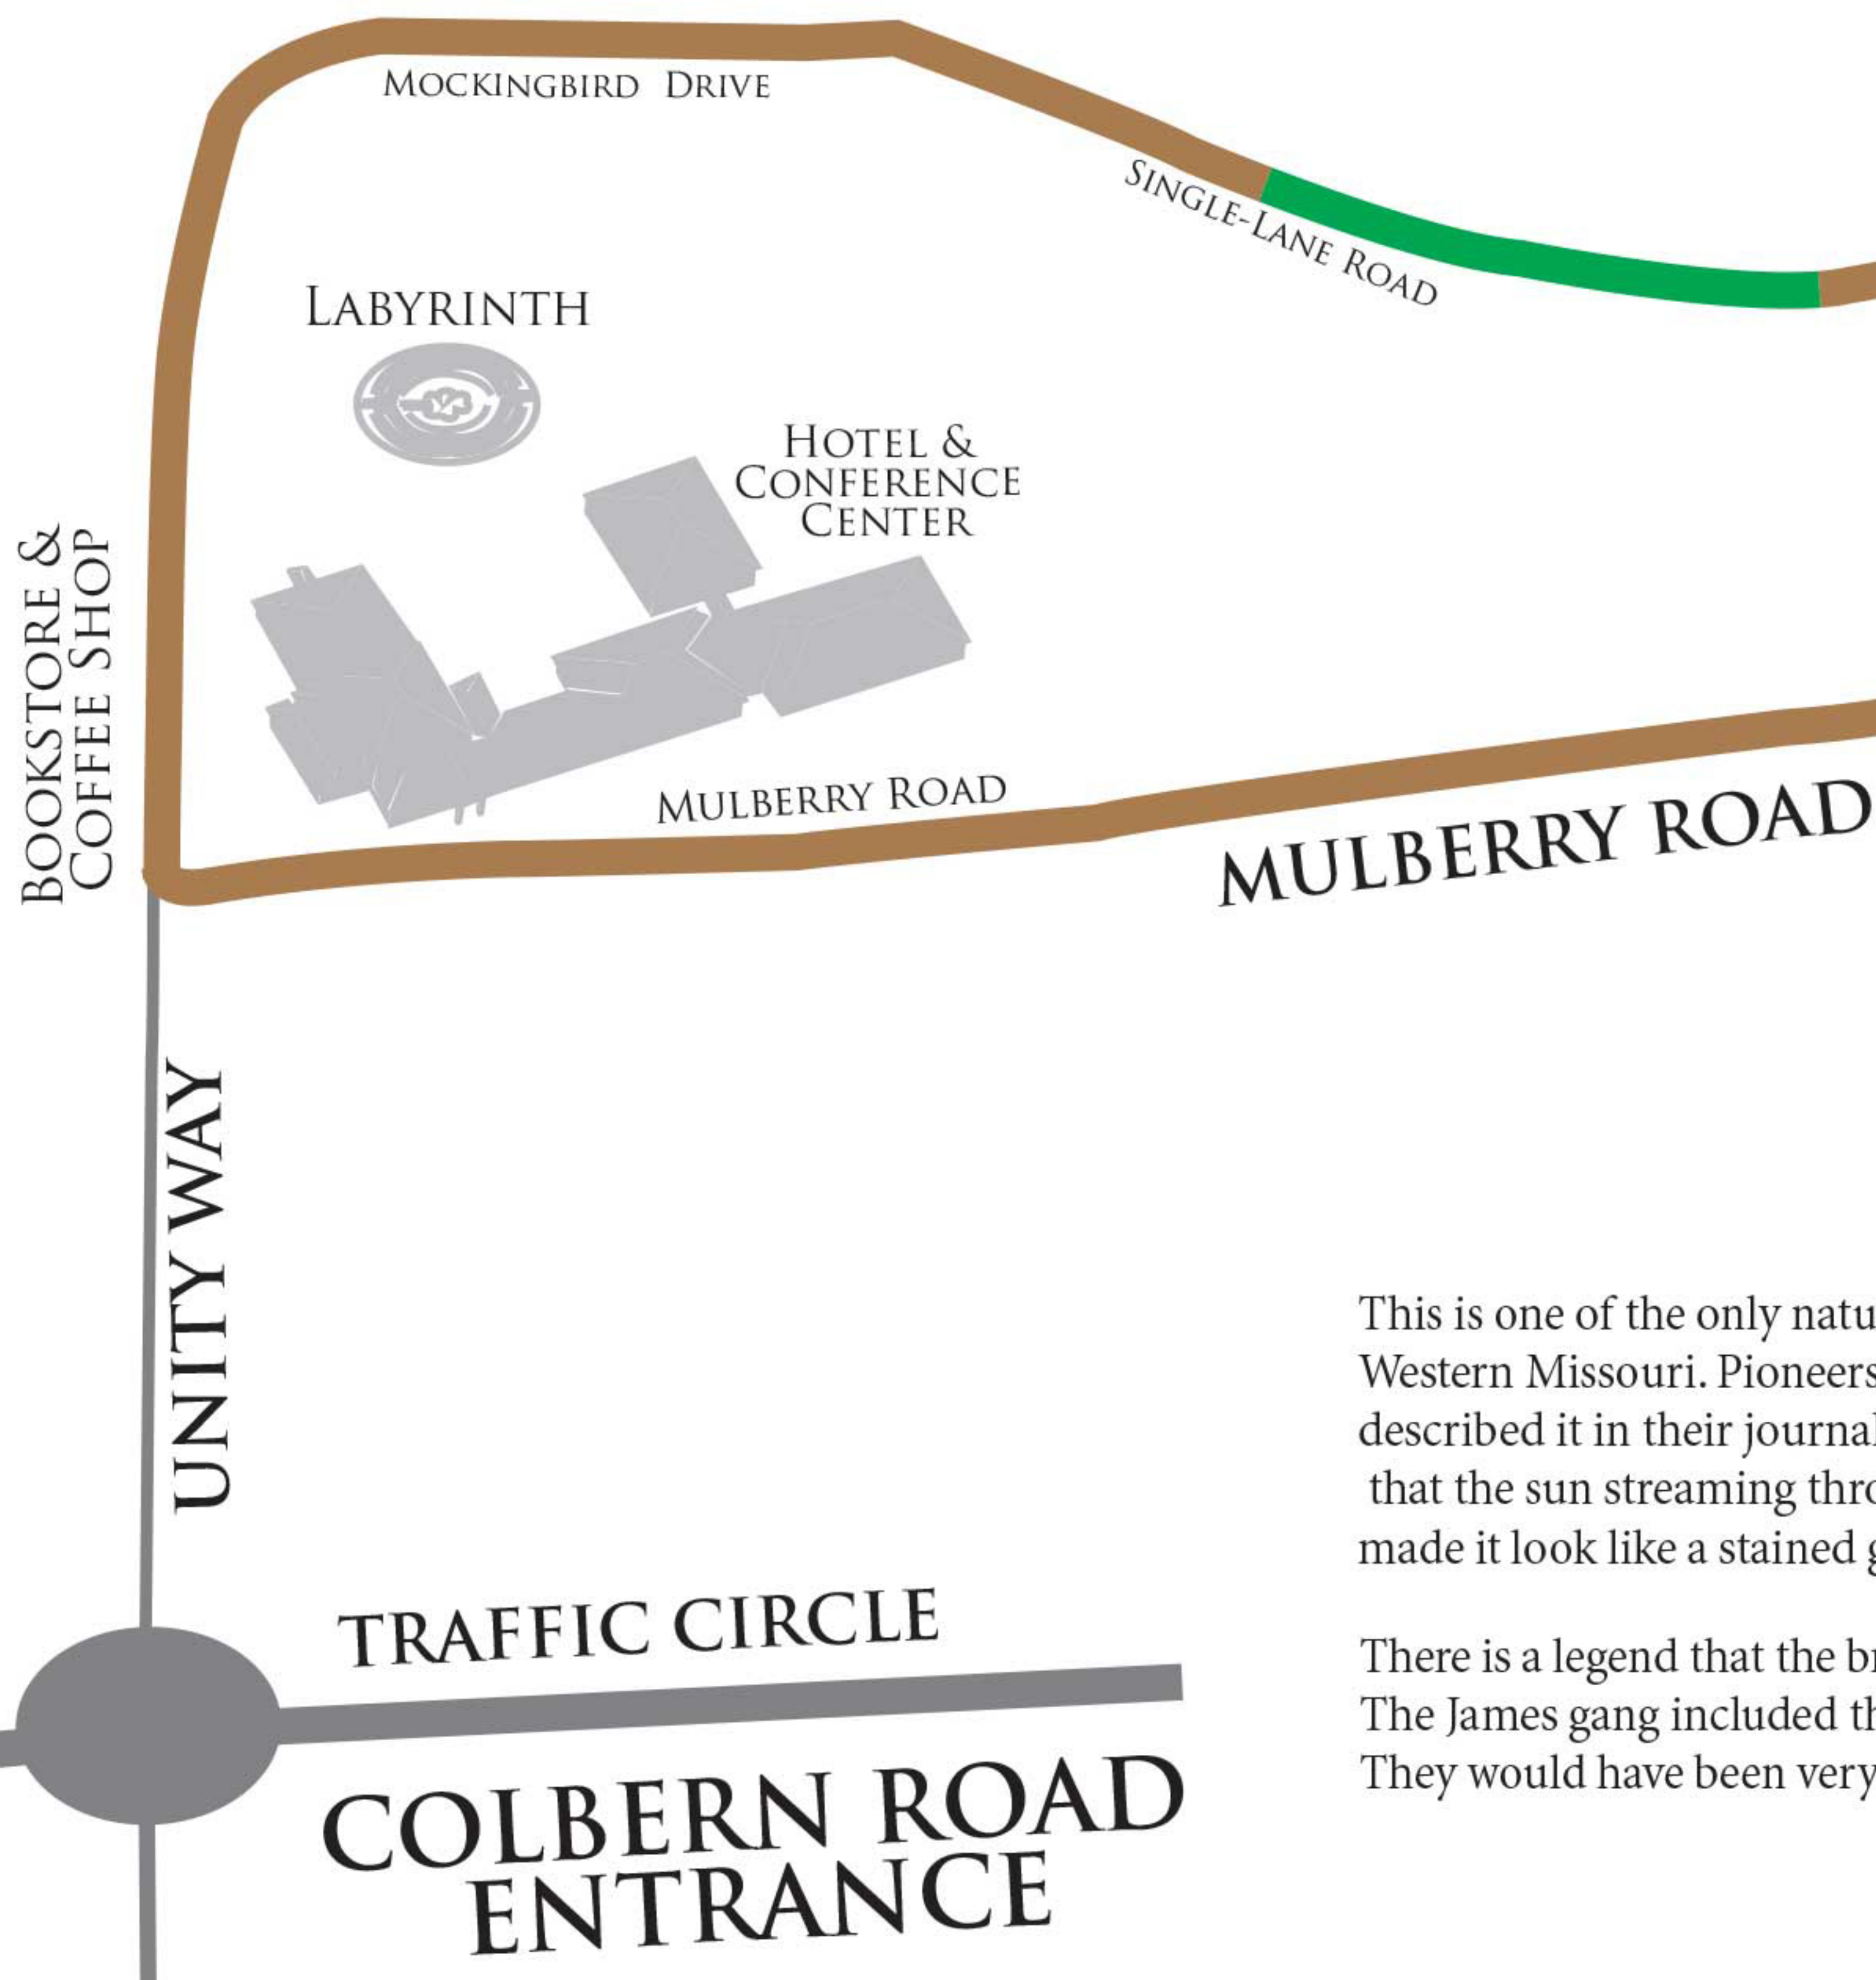 MOCKINGBIRD DRIVE
SINGLE-LANE ROAD
LABYRINTH
HOTEL &
CONFERENCE
CENTER
BOOKSTORE &
COFFEE SHOP
MULBERRY ROAD
MULBERRY ROAD
UNITY WAY
This is one of the only natu
Western Missouri. Pioneers
described it in their journal
that the sun streaming thro
made it look like a stained g
TRAFFIC CIRCLE
There is a legend that the br
The James gang included th
They would have been very
COLBERN ROAD
ENTRANCE